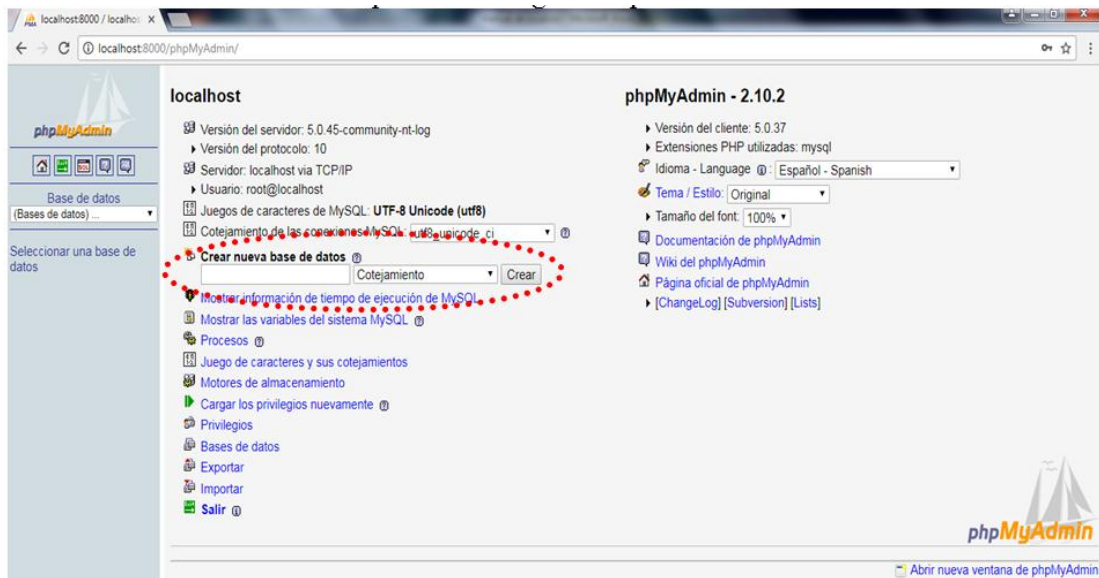 localhost:8000 / localhos
localhost:8000/phpMyAdmin/
phpMyAdmin
Base de datos
(Bases de datos) ...
Seleccionar una base de
datos
localhost
Versión del servidor: 5.0.45-community-nt-log
Versión del protocolo: 10
Servidor: localhost via TCP/IP
Usuario: root@localhost
Juegos de caracteres de MySQL: UTF-8 Unicode (utf8)
Cotejamiento de las conexiones MySQL: utf8_unicode_ci
Crear nueva base de datos
Cotejamiento Crear
Mostrar información de tiempo de ejecución de MySQL
Mostrar las variables del sistema MySQL
Procesos
Juego de caracteres y sus cotejamientos
Motores de almacenamiento
Cargar los privilegios nuevamente
Privilegios
Bases de datos
Exportar
Importar
Salir
phpMyAdmin - 2.10.2
Versión del cliente: 5.0.37
Extensiones PHP utilizadas: mysql
Idioma - Language : Español - Spanish
Tema / Estilo: Original
Tamaño del font: 100%
Documentación de phpMyAdmin
Wiki del phpMyAdmin
Página oficial de phpMyAdmin
[ChangeLog] [Subversion] [Lists]
phpMyAdmin
Abrir nueva ventana de phpMyAdmin